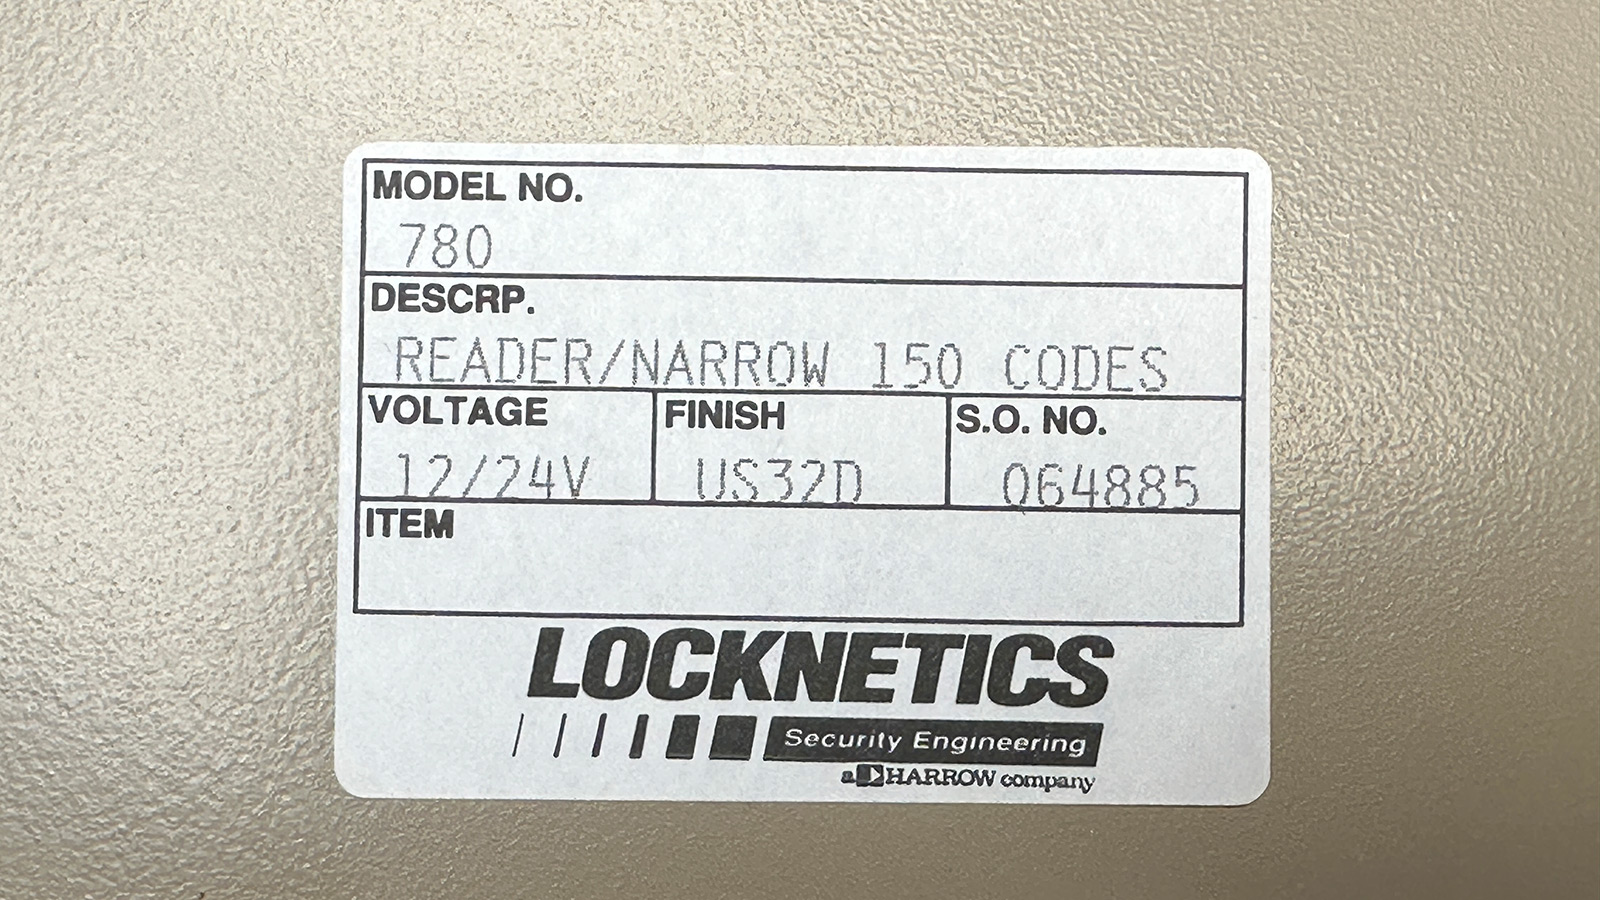 MODEL NO.
780
DESCRP.
READER/NARROW 150 CODES
VOLTAGE FINISH S.O. NO.
12/24V US32D 064885
ITEM
LOCKNETICS
Security Engineering
a HARROW company